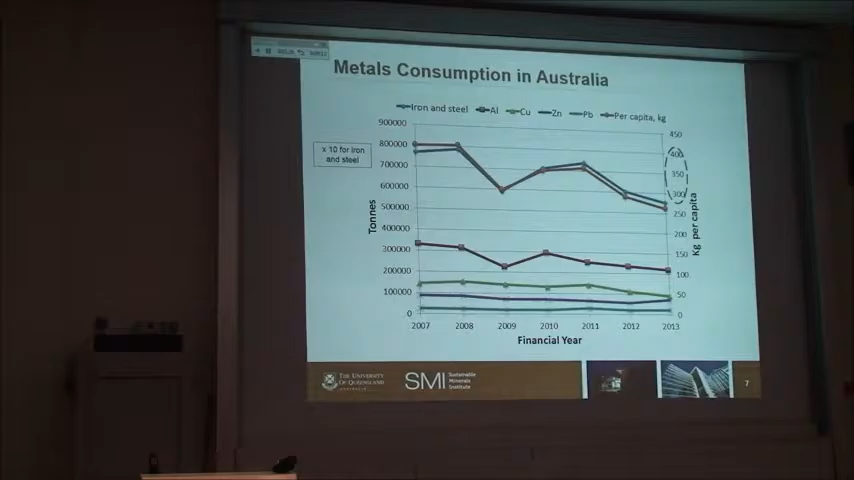 Metals Consumption in Australia
Iron and steel Al Cu Zn Pb Per capita, kg
x 10 for iron
and steel
900000
800000
700000
600000
500000
400000
300000
200000
100000
0
Tonnes
450
400
350
300
250
200
150
100
50
0
Kg per capita
2007 2008 2009 2010 2011 2012 2013
Financial Year
THE UNIVERSITY
OF QUEENSLAND
AUSTRALIA
SMI
Sustainable
Minerals
Institute
7